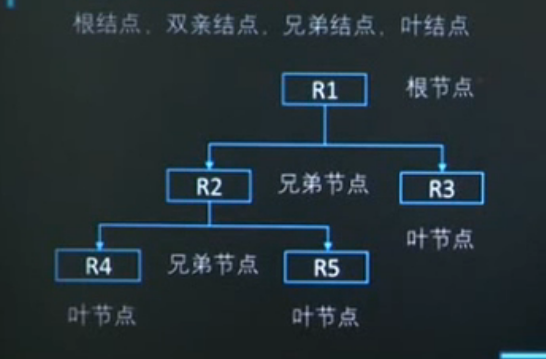 根结点、双亲结点，兄弟结点，叶结点
R1 根节点
R2 兄弟节点 R3
叶节点
R4 兄弟节点 R5
叶节点 叶节点